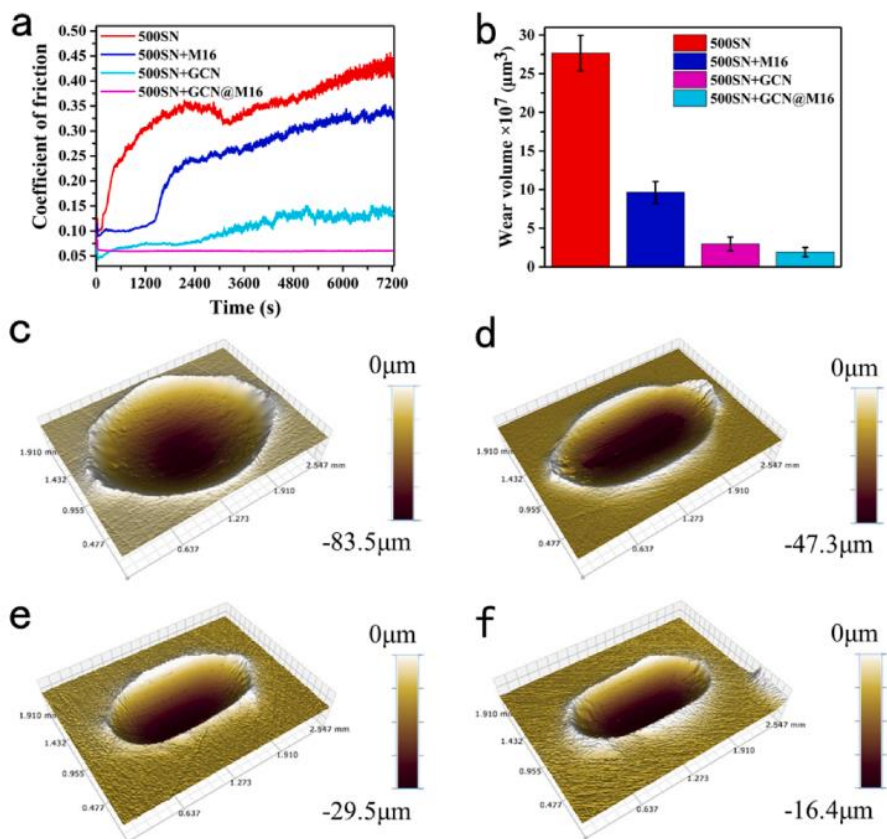 a
0.50
0.45
0.40
0.35
0.30
0.25
0.20
0.15
0.10
0.05
Coefficient of friction
500SN
500SN+M16
500SN+GCN
500SN+GCN@M16
0 1200 2400 3600 4800 6000 7200
Time (s)
b
30
25
20
15
10
5
0
Wear volume ×10⁷ (μm³)
500SN
500SN+M16
500SN+GCN
500SN+GCN@M16
c
0μm
-83.5μm
1.910 mm
1.432
0.955
0.477
0.637
1.273
1.910
2.547 mm
d
0μm
-47.3μm
1.910 mm
1.432
0.955
0.477
0.637
1.273
1.910
2.547 mm
e
0μm
-29.5μm
1.910 mm
1.432
0.955
0.477
0.637
1.273
1.910
2.547 mm
f
0μm
-16.4μm
1.910 mm
1.432
0.955
0.477
0.637
1.273
1.910
2.547 mm